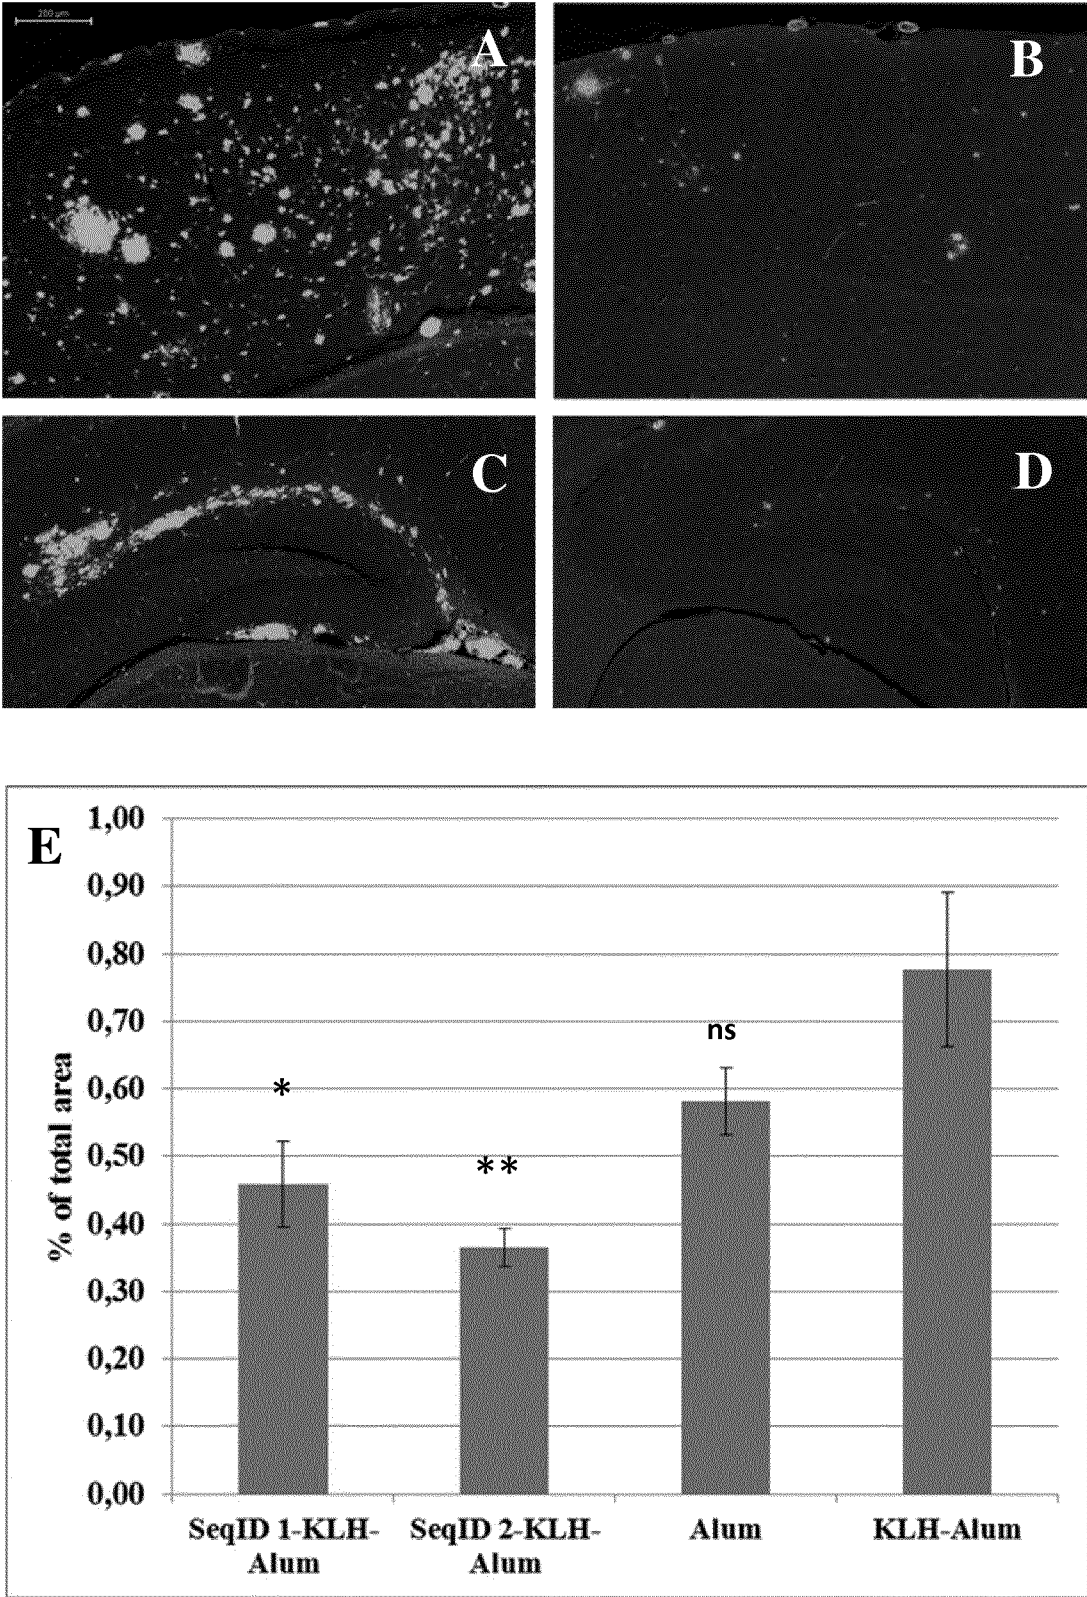 200 µm
A
B
C
D
E
1,00
0,90
0,80
0,70
0,60
0,50
0,40
0,30
0,20
0,10
0,00
% of total area
*
**
ns
SeqID 1-KLH-
Alum
SeqID 2-KLH-
Alum
Alum
KLH-Alum